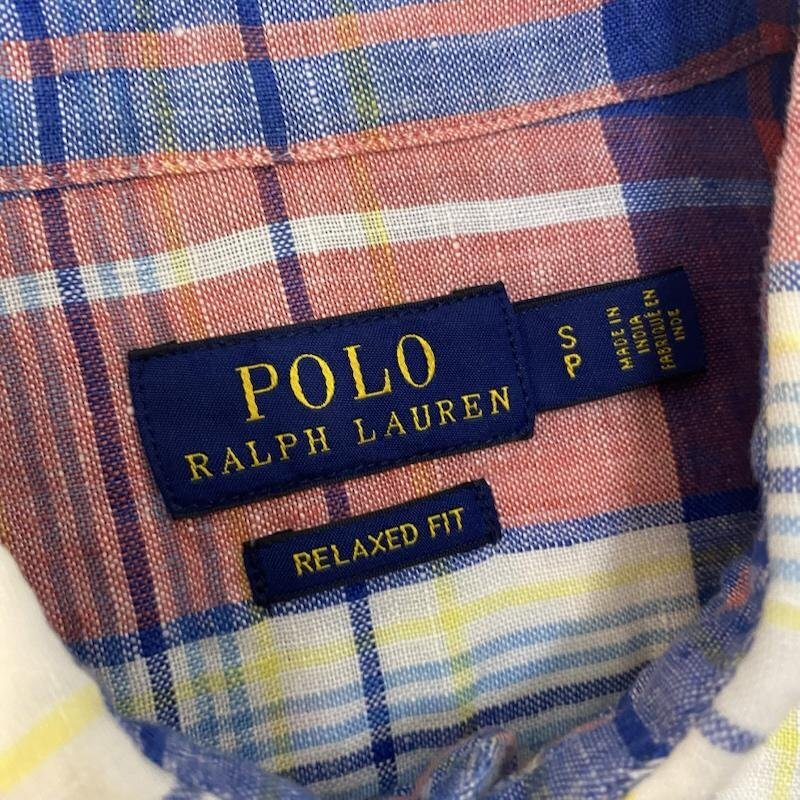 POLO
RALPH LAUREN
S
P
MADE IN
INDIA
FABRIQUÉ EN
INDE
RELAXED FIT